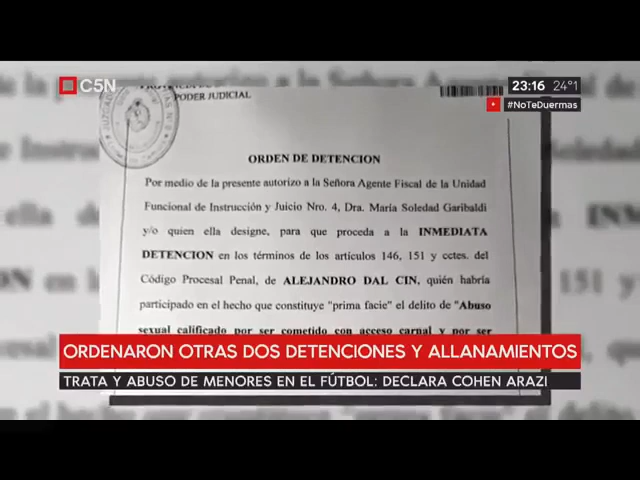 C5N
23:16 24°1
#NoTeDuermas
PODER JUDICIAL
ORDEN DE DETENCION
Por medio de la presente autorizo a la Señora Agente Fiscal de la Unidad
Funcional de Instrucción y Juicio Nro. 4, Dra. María Soledad Garibaldi
y/o quien ella designe, para que proceda a la INMEDIATA
DETENCION en los términos de los artículos 146, 151 y cctes. del
Código Procesal Penal, de ALEJANDRO DAL CIN, quién habría
participado en el hecho que constituye "prima facie" el delito de "Abuso
sexual calificado por ser cometido con acceso carnal y por ser
ORDENARON OTRAS DOS DETENCIONES Y ALLANAMIENTOS
TRATA Y ABUSO DE MENORES EN EL FÚTBOL: DECLARA COHEN ARAZI